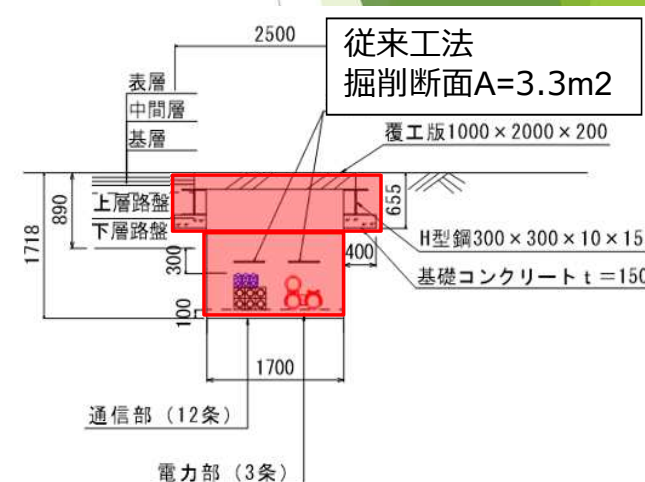 2500
従来工法
掘削断面A=3.3m2
表層
中間層
基層
覆工版1000×2000×200
上層路盤
下層路盤
890
1718
655
300
400
H型鋼300×300×10×15
基礎コンクリートt=150
100
1700
通信部（12条）
電力部（3条）